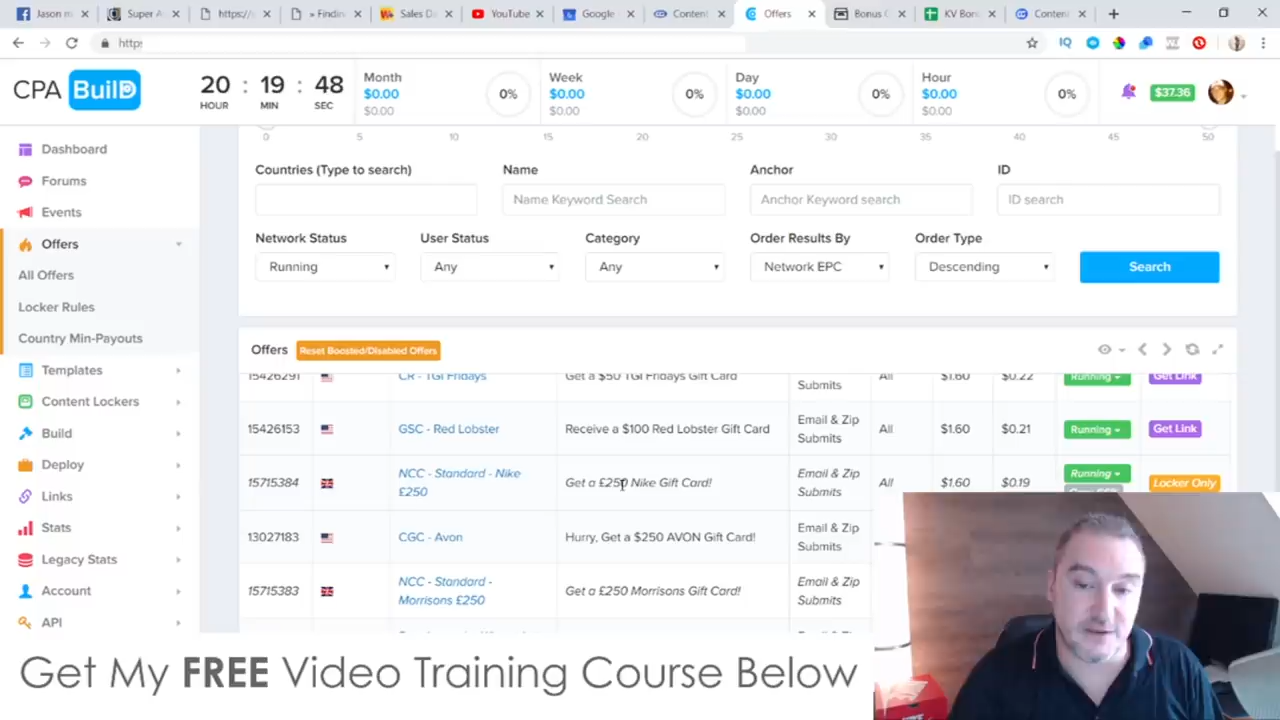 Jason m
Super A
https://
» Findin
Sales D
YouTube
Google
Content
Offers
Bonus
KV Bon
Content
https
CPA BuilD
20 : 19 : 48
HOUR MIN SEC
Month
$0.00
$0.00
0%
Week
$0.00
$0.00
0%
Day
$0.00
$0.00
0%
Hour
$0.00
$0.00
0%
$37.36
Dashboard
Forums
Events
Offers
All Offers
Locker Rules
Country Min-Payouts
Templates
Content Lockers
Build
Deploy
Links
Stats
Legacy Stats
Account
API
0 5 10 15 20 25 30 35 40 45 50
Countries (Type to search) Name Anchor ID
Name Keyword Search Anchor Keyword search ID search
Network Status User Status Category Order Results By Order Type
Running Any Any Network EPC Descending Search
Offers Reset Boosted/Disabled Offers
15426291 CR - TGI Fridays Get a $50 TGI Fridays Gift Card Submits All $1.60 $0.22 Running Get Link
15426153 GSC - Red Lobster Receive a $100 Red Lobster Gift Card Email & Zip Submits All $1.60 $0.21 Running Get Link
15715384 NCC - Standard - Nike £250 Get a £250 Nike Gift Card! Email & Zip Submits All $1.60 $0.19 Running Locker Only
13027183 CGC - Avon Hurry, Get a $250 AVON Gift Card! Email & Zip Submits
15715383 NCC - Standard - Morrisons £250 Get a £250 Morrisons Gift Card! Email & Zip Submits
Get My FREE Video Training Course Below